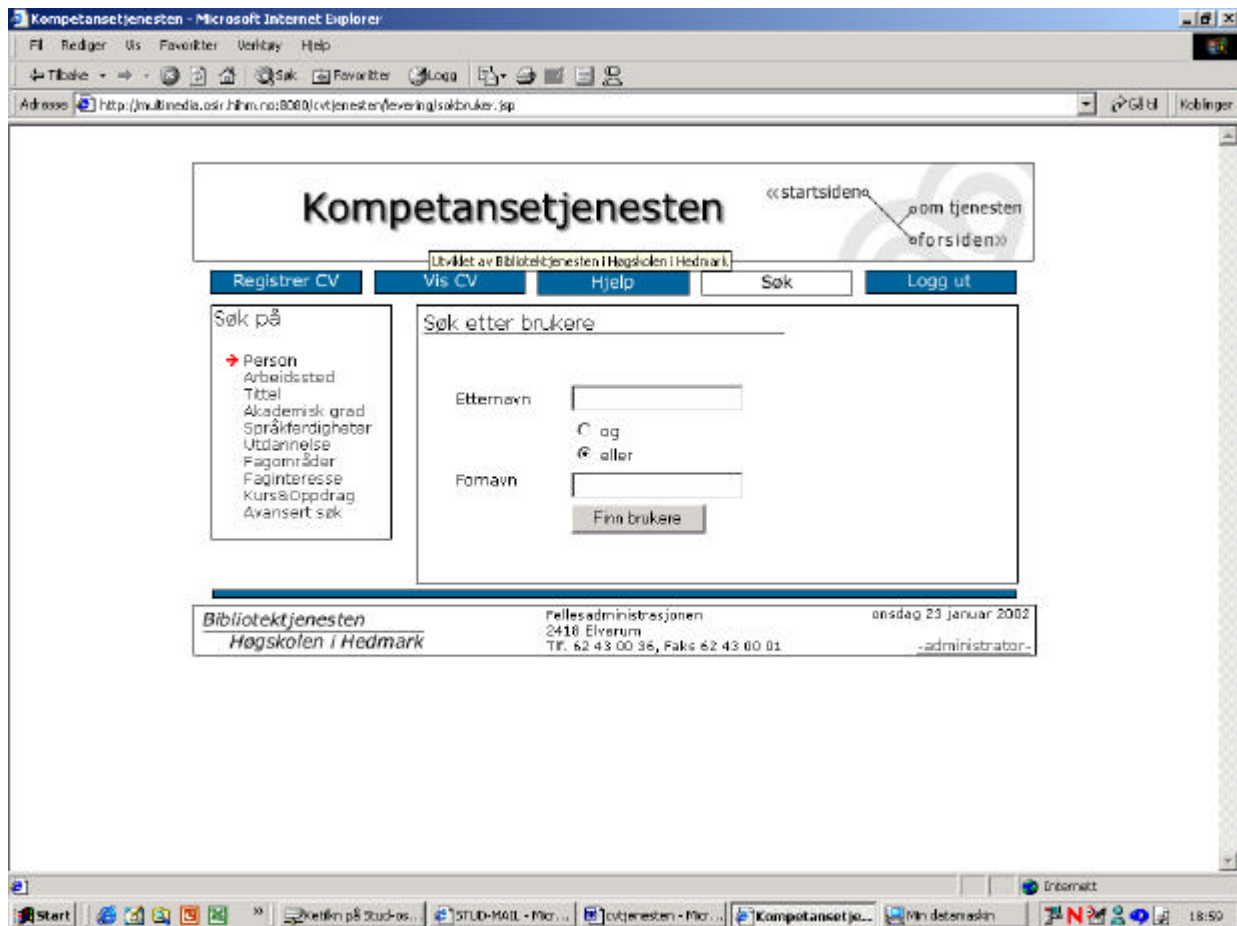 Kompetansetjenesten - Microsoft Internet Explorer
Fil Rediger Vis Favoritter Verktøy Hjelp
Tilbake Søk Favoritter Logg
Adresse http://multimedia.osir.hihm.no:8080/cvtjenesten/levering/sokbruker.jsp Gå til Koblinger
Kompetansetjenesten
«startsiden
om tjenesten
forsiden»
Utviklet av Bibliotektjenesten i Høgskolen i Hedmark
Registrer CV Vis CV Hjelp Søk Logg ut
Søk på
Person
Arbeidssted
Tittel
Akademisk grad
Språkferdigheter
Utdannelse
Fagområder
Faginteresse
Kurs&Oppdrag
Avansert søk
Søk etter brukere
Etternavn
og
eller
Fornavn
Finn brukere
Bibliotektjenesten
Høgskolen i Hedmark
Fellesadministrasjonen
2418 Elverum
Tlf. 62 43 00 36, Faks 62 43 00 01
onsdag 23 januar 2002
-administrator-
Internett
Start » på Stud-os... STUD-MAIL - Micr... cvtjenesten - Micr... Kompetansetje... Min datamaskin 18:59